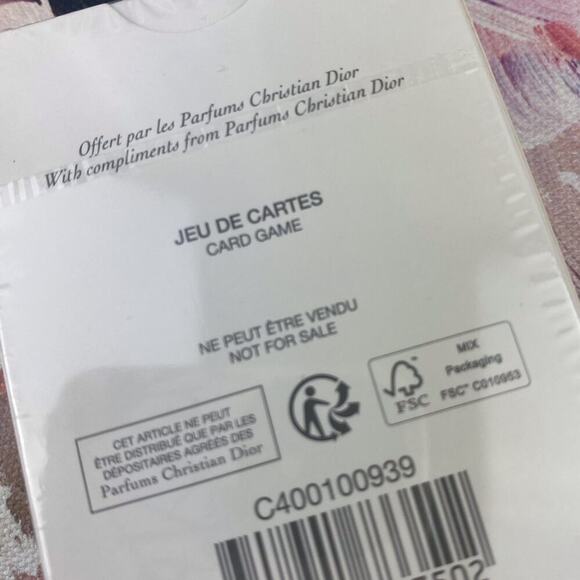 Offert par les Parfums Christian Dior
With compliments from Parfums Christian Dior
JEU DE CARTES
CARD GAME
NE PEUT ÊTRE VENDU
NOT FOR SALE
CET ARTICLE NE PEUT
ÊTRE DISTRIBUÉ QUE PAR LES
DÉPOSITAIRES AGRÉÉS DES
Parfums Christian Dior
FSC
MIX
Packaging
FSC™ C010953
C400100939